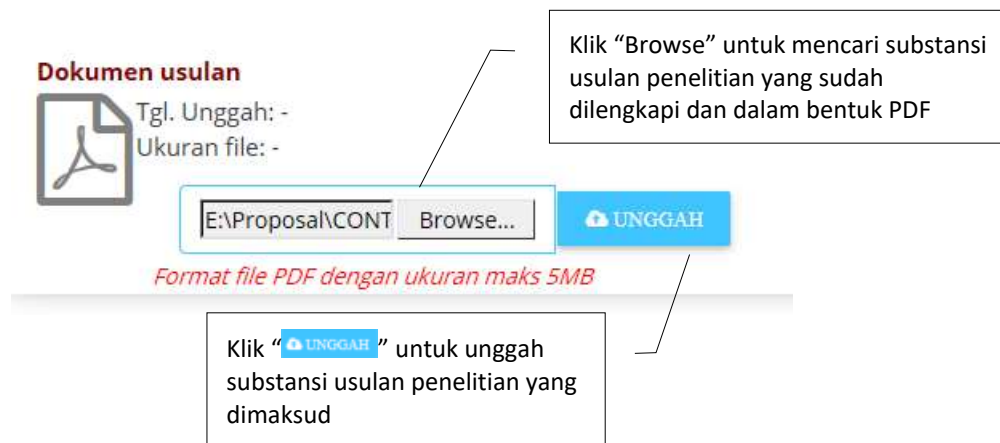 Klik “Browse” untuk mencari substansi
usulan penelitian yang sudah
dilengkapi dan dalam bentuk PDF
Dokumen usulan
Tgl. Unggah: -
Ukuran file: -
E:\Proposal\CONT
Browse...
UNGGAH
Format file PDF dengan ukuran maks 5MB
Klik “ UNGGAH ” untuk unggah
substansi usulan penelitian yang
dimaksud